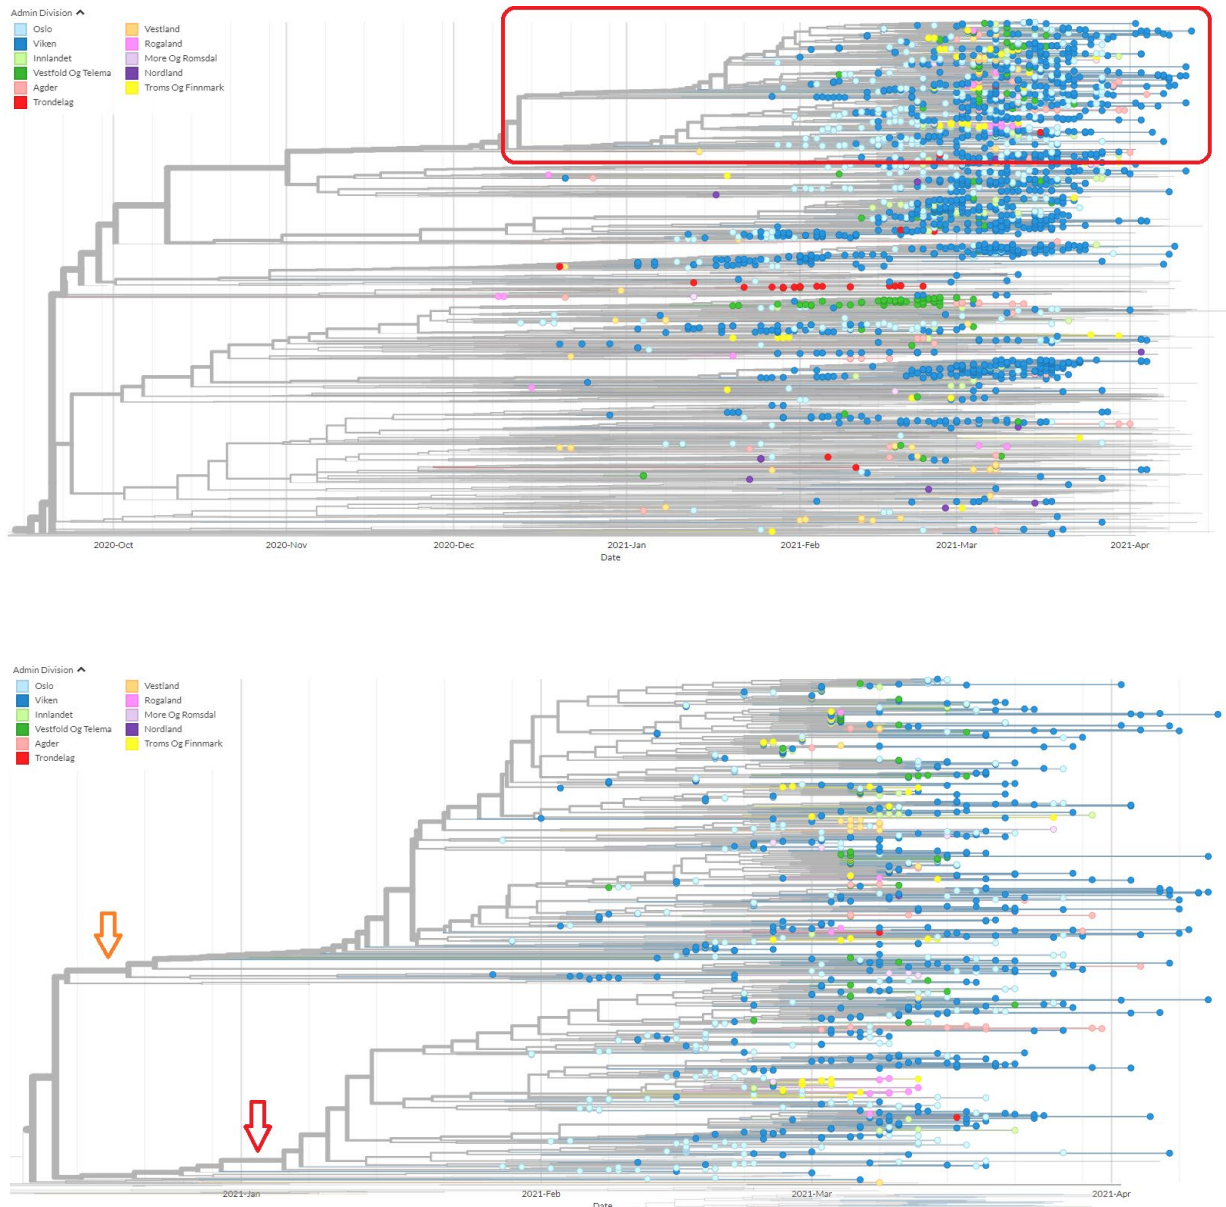 Admin Division
Oslo
Viken
Innlandet
Vestfold Og Telema
Agder
Trondelag
Vestland
Rogaland
More Og Romsdal
Nordland
Troms Og Finnmark
2020-Oct 2020-Nov 2020-Dec 2021-Jan 2021-Feb 2021-Mar 2021-Apr
Date
Admin Division
Oslo
Viken
Innlandet
Vestfold Og Telema
Agder
Trondelag
Vestland
Rogaland
More Og Romsdal
Nordland
Troms Og Finnmark
2021-Jan 2021-Feb 2021-Mar 2021-Apr
Date